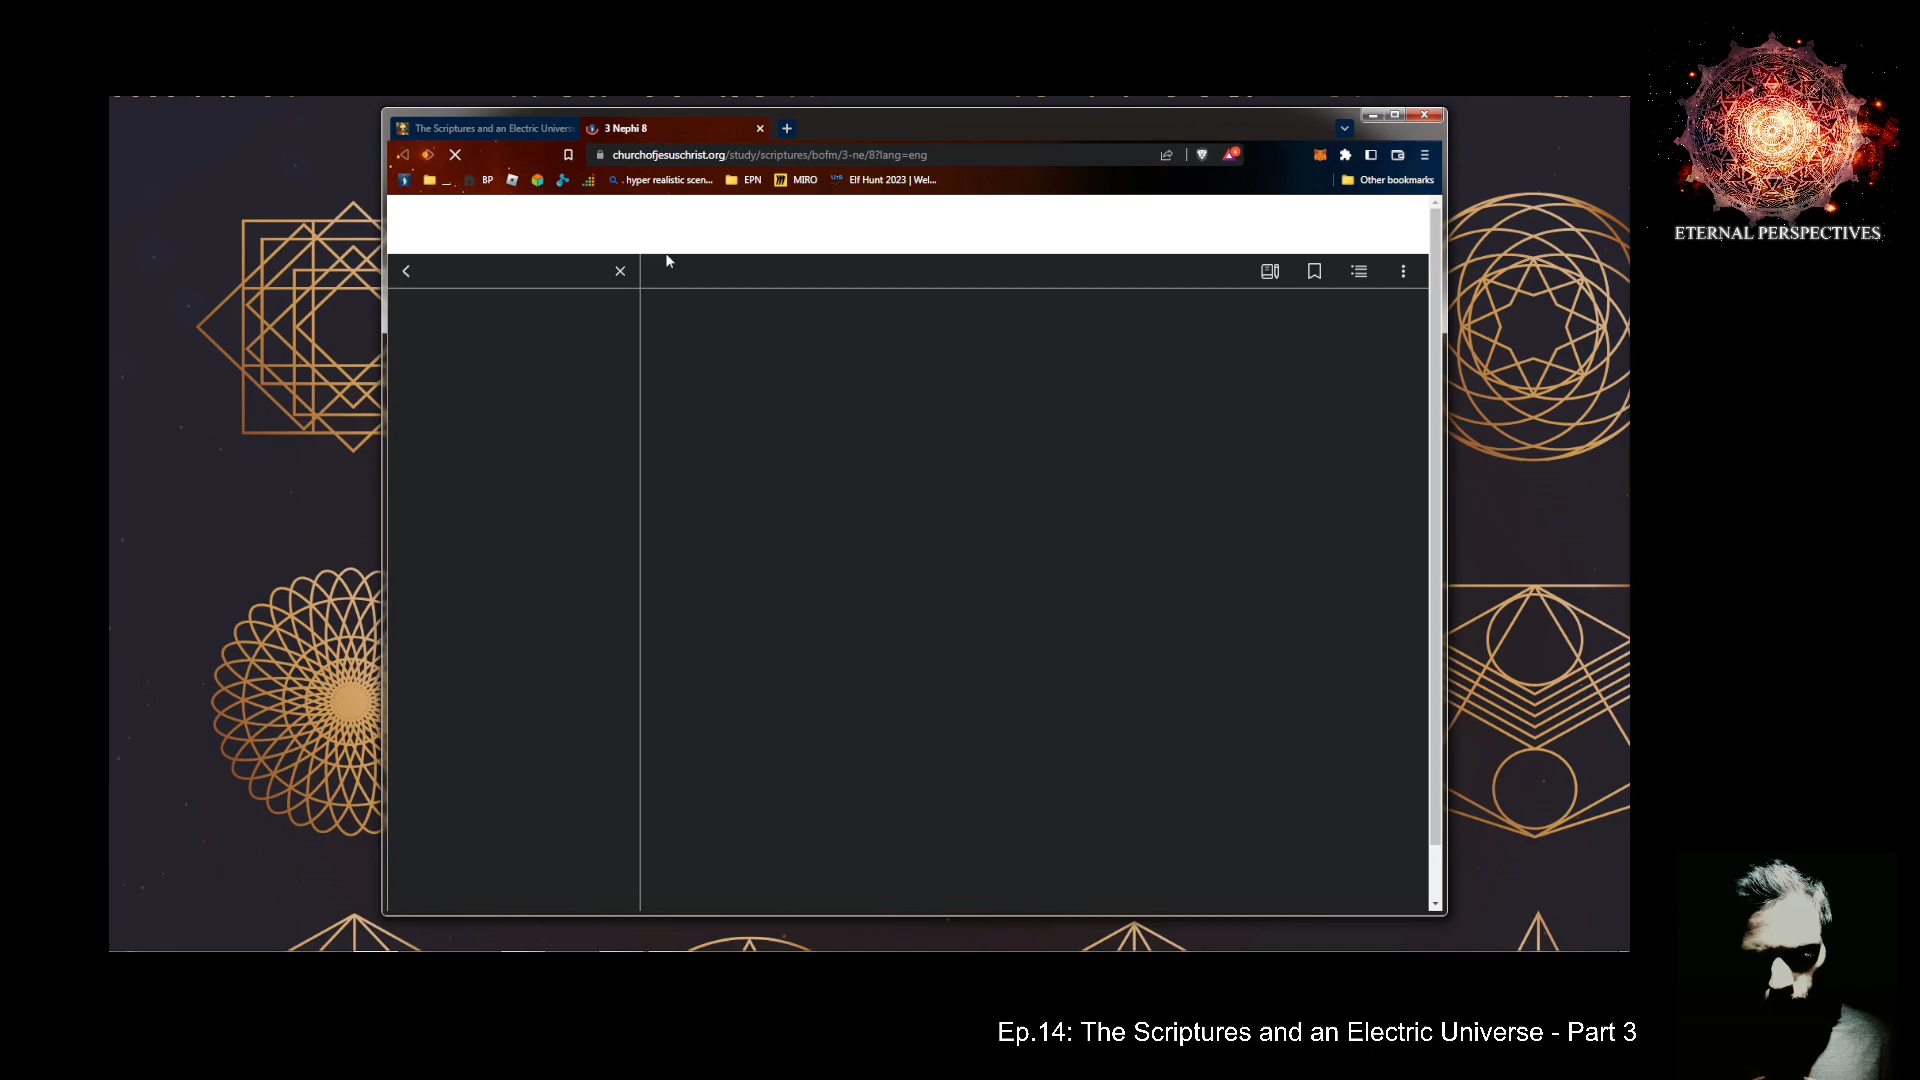 ETERNAL PERSPECTIVES
The Scriptures and an Electric Univers
3 Nephi 8
churchofjesuschrist.org/study/scriptures/bofm/3-ne/8?lang=eng
BP
. hyper realistic scen...
EPN
MIRO
Elf Hunt 2023 | Wel...
Other bookmarks
Ep.14: The Scriptures and an Electric Universe - Part 3